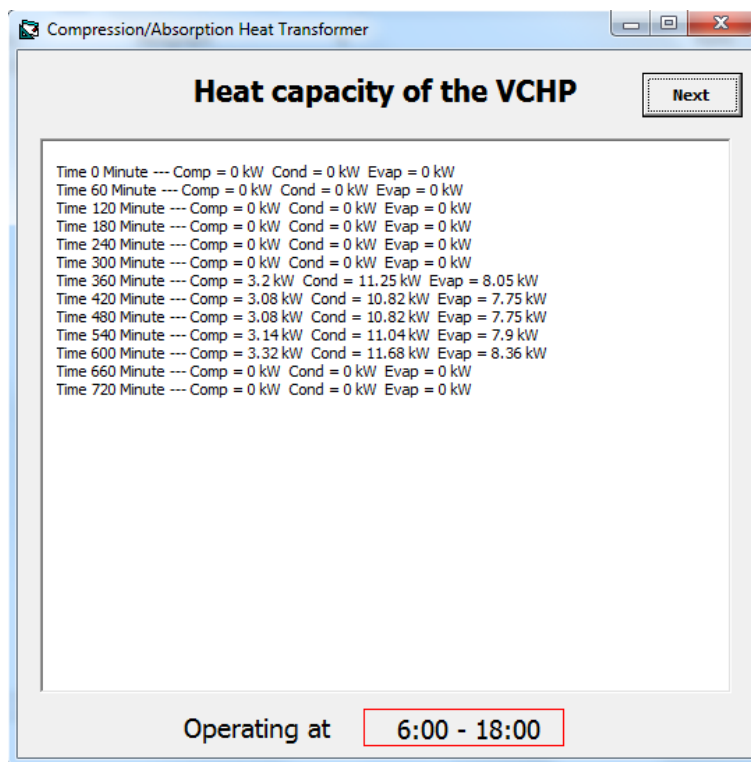 Compression/Absorption Heat Transformer
Heat capacity of the VCHP
Next
Time 0 Minute --- Comp = 0 kW  Cond = 0 kW  Evap = 0 kW
Time 60 Minute --- Comp = 0 kW  Cond = 0 kW  Evap = 0 kW
Time 120 Minute --- Comp = 0 kW  Cond = 0 kW  Evap = 0 kW
Time 180 Minute --- Comp = 0 kW  Cond = 0 kW  Evap = 0 kW
Time 240 Minute --- Comp = 0 kW  Cond = 0 kW  Evap = 0 kW
Time 300 Minute --- Comp = 0 kW  Cond = 0 kW  Evap = 0 kW
Time 360 Minute --- Comp = 3.2 kW  Cond = 11.25 kW  Evap = 8.05 kW
Time 420 Minute --- Comp = 3.08 kW  Cond = 10.82 kW  Evap = 7.75 kW
Time 480 Minute --- Comp = 3.08 kW  Cond = 10.82 kW  Evap = 7.75 kW
Time 540 Minute --- Comp = 3.14 kW  Cond = 11.04 kW  Evap = 7.9 kW
Time 600 Minute --- Comp = 3.32 kW  Cond = 11.68 kW  Evap = 8.36 kW
Time 660 Minute --- Comp = 0 kW  Cond = 0 kW  Evap = 0 kW
Time 720 Minute --- Comp = 0 kW  Cond = 0 kW  Evap = 0 kW
Operating at 6:00 - 18:00